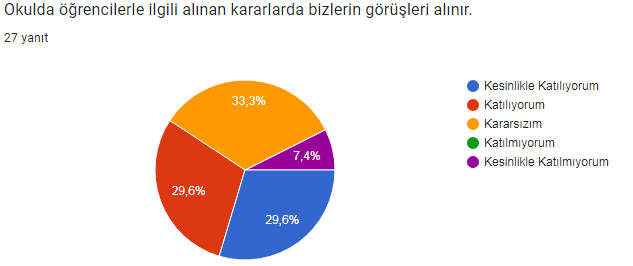 Okulda öğrencilerle ilgili alınan kararlarda bizlerin görüşleri alınır.
27 yanıt
33,3%
7,4%
29,6%
29,6%
Kesinlikle Katılıyorum
Katılıyorum
Kararsızım
Katılmıyorum
Kesinlikle Katılmıyorum